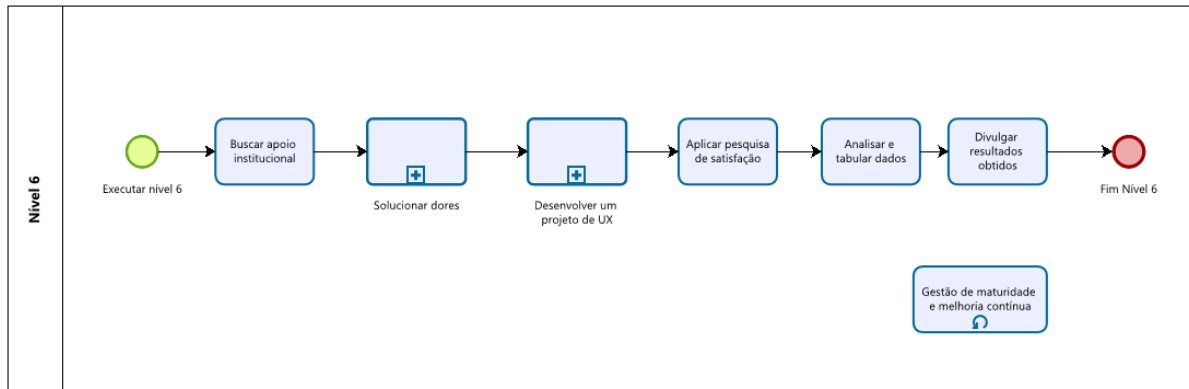 Nível 6
Executar nível 6
Buscar apoio
institucional
Solucionar dores
Desenvolver um
projeto de UX
Aplicar pesquisa
de satisfação
Analisar e
tabular dados
Divulgar
resultados
obtidos
Fim Nível 6
Gestão de maturidade
e melhoria contínua